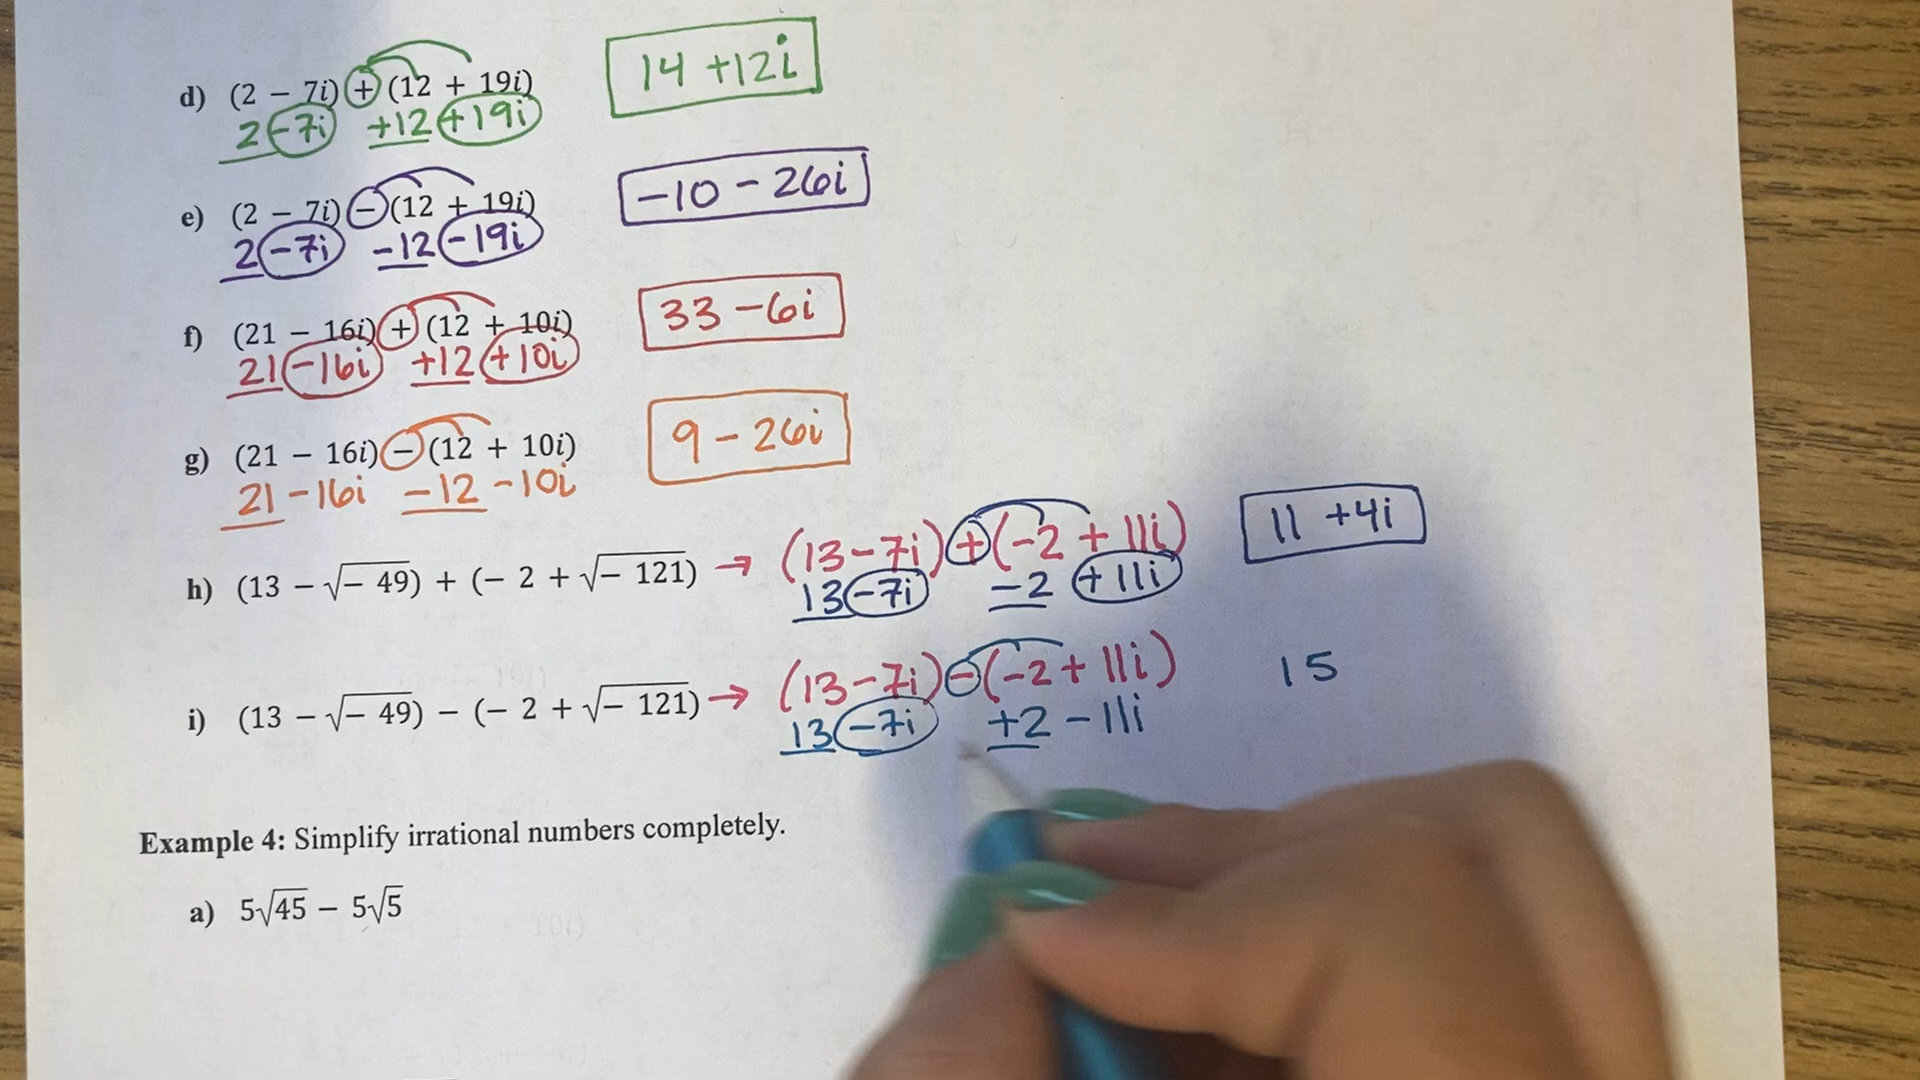 d) (2 − 7i) + (12 + 19i) 14 + 12i
2 −7i +12 +19i
e) (2 − 7i) − (12 + 19i) −10 − 26i
2 −7i −12 −19i
f) (21 − 16i) + (12 + 10i) 33 − 6i
21 −16i +12 +10i
g) (21 − 16i) − (12 + 10i) 9 − 26i
21 −16i −12 −10i
h) (13 − √− 49) + (− 2 + √− 121) → (13 − 7i) + (−2 + 11i) 11 + 4i
13 −7i −2 +11i
i) (13 − √− 49) − (− 2 + √− 121) → (13 − 7i) − (−2 + 11i) 15
13 −7i +2 −11i
Example 4: Simplify irrational numbers completely.
a) 5√45 − 5√5